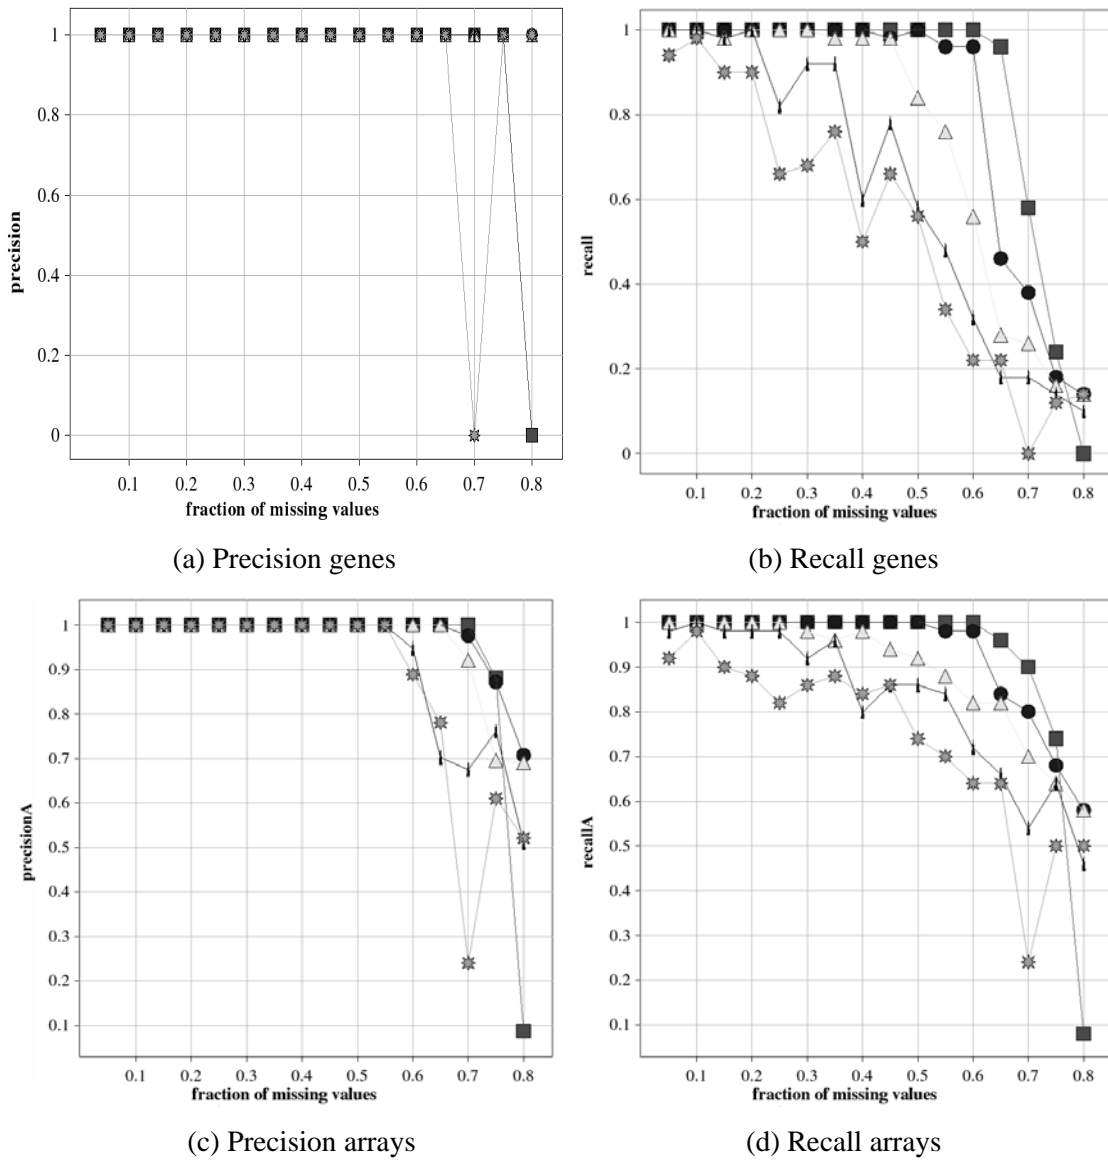 1
0.8
0.6
0.4
0.2
0
precision
0.1 0.2 0.3 0.4 0.5 0.6 0.7 0.8
fraction of missing values
(a) Precision genes
1
0.8
0.6
0.4
0.2
0
recall
0.1 0.2 0.3 0.4 0.5 0.6 0.7 0.8
fraction of missing values
(b) Recall genes
1
0.9
0.8
0.7
0.6
0.5
0.4
0.3
0.2
0.1
precisionA
0.1 0.2 0.3 0.4 0.5 0.6 0.7 0.8
fraction of missing values
(c) Precision arrays
1
0.9
0.8
0.7
0.6
0.5
0.4
0.3
0.2
0.1
recallA
0.1 0.2 0.3 0.4 0.5 0.6 0.7 0.8
fraction of missing values
(d) Recall arrays